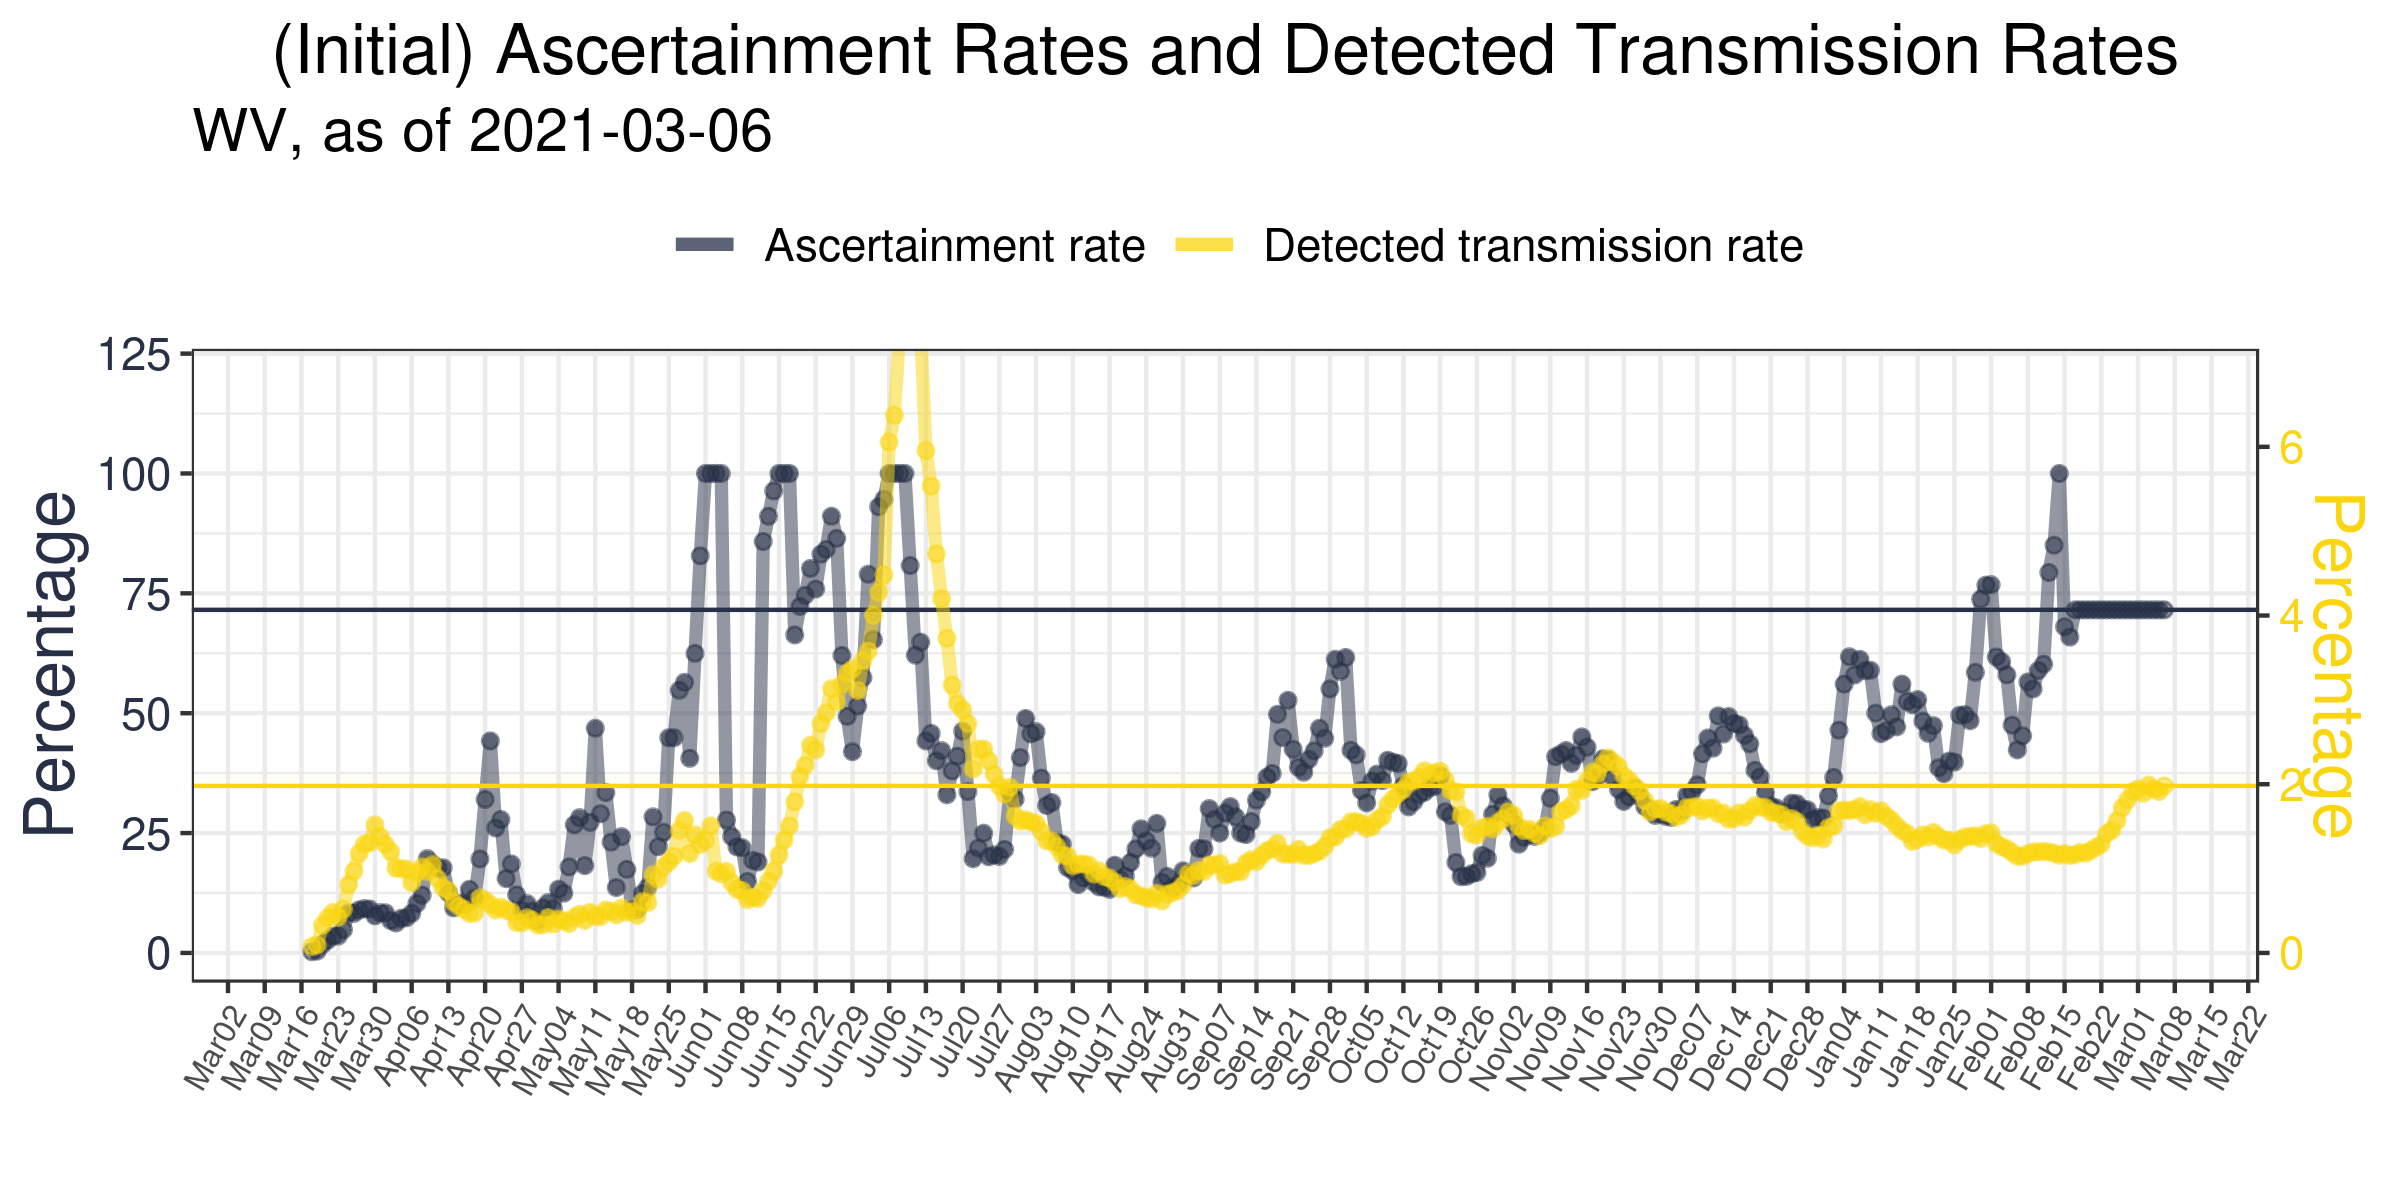 (Initial) Ascertainment Rates and Detected Transmission Rates
WV, as of 2021-03-06
Ascertainment rate
Detected transmission rate
Percentage
125
100
75
50
25
0
6
4
2
0
Percentage
Mar02
Mar09
Mar16
Mar23
Mar30
Apr06
Apr13
Apr20
Apr27
May04
May11
May18
May25
Jun01
Jun08
Jun15
Jun22
Jun29
Jul06
Jul13
Jul20
Jul27
Aug03
Aug10
Aug17
Aug24
Aug31
Sep07
Sep14
Sep21
Sep28
Oct05
Oct12
Oct19
Oct26
Nov02
Nov09
Nov16
Nov23
Nov30
Dec07
Dec14
Dec21
Dec28
Jan04
Jan11
Jan18
Jan25
Feb01
Feb08
Feb15
Feb22
Mar01
Mar08
Mar15
Mar22